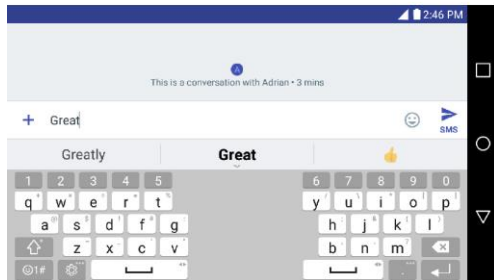 2:46 PM
A
This is a conversation with Adrian • 3 mins
Great
SMS
Greatly Great
1 2 3 4 5 6 7 8 9 0
q w e r t y u i o p
a s d f g h j k l
z x c v b n m
@1#